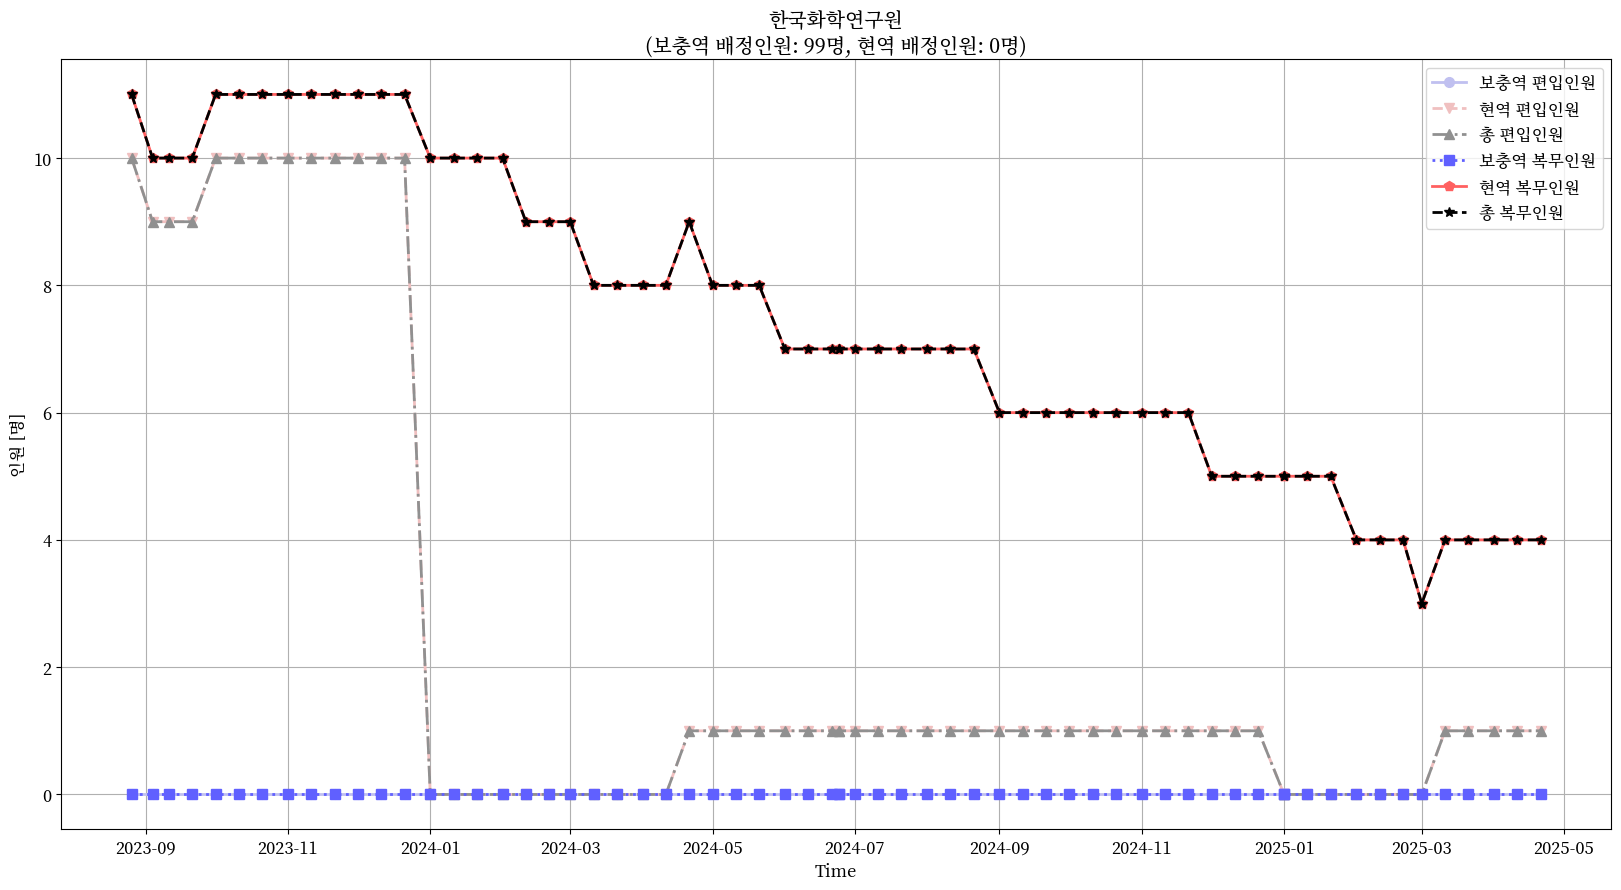 한국화학연구원
(보충역 배정인원: 99명, 현역 배정인원: 0명)
보충역 편입인원
현역 편입인원
총 편입인원
보충역 복무인원
현역 복무인원
총 복무인원
인원 [명]
10
8
6
4
2
0
2023-09
2023-11
2024-01
2024-03
2024-05
2024-07
2024-09
2024-11
2025-01
2025-03
2025-05
Time